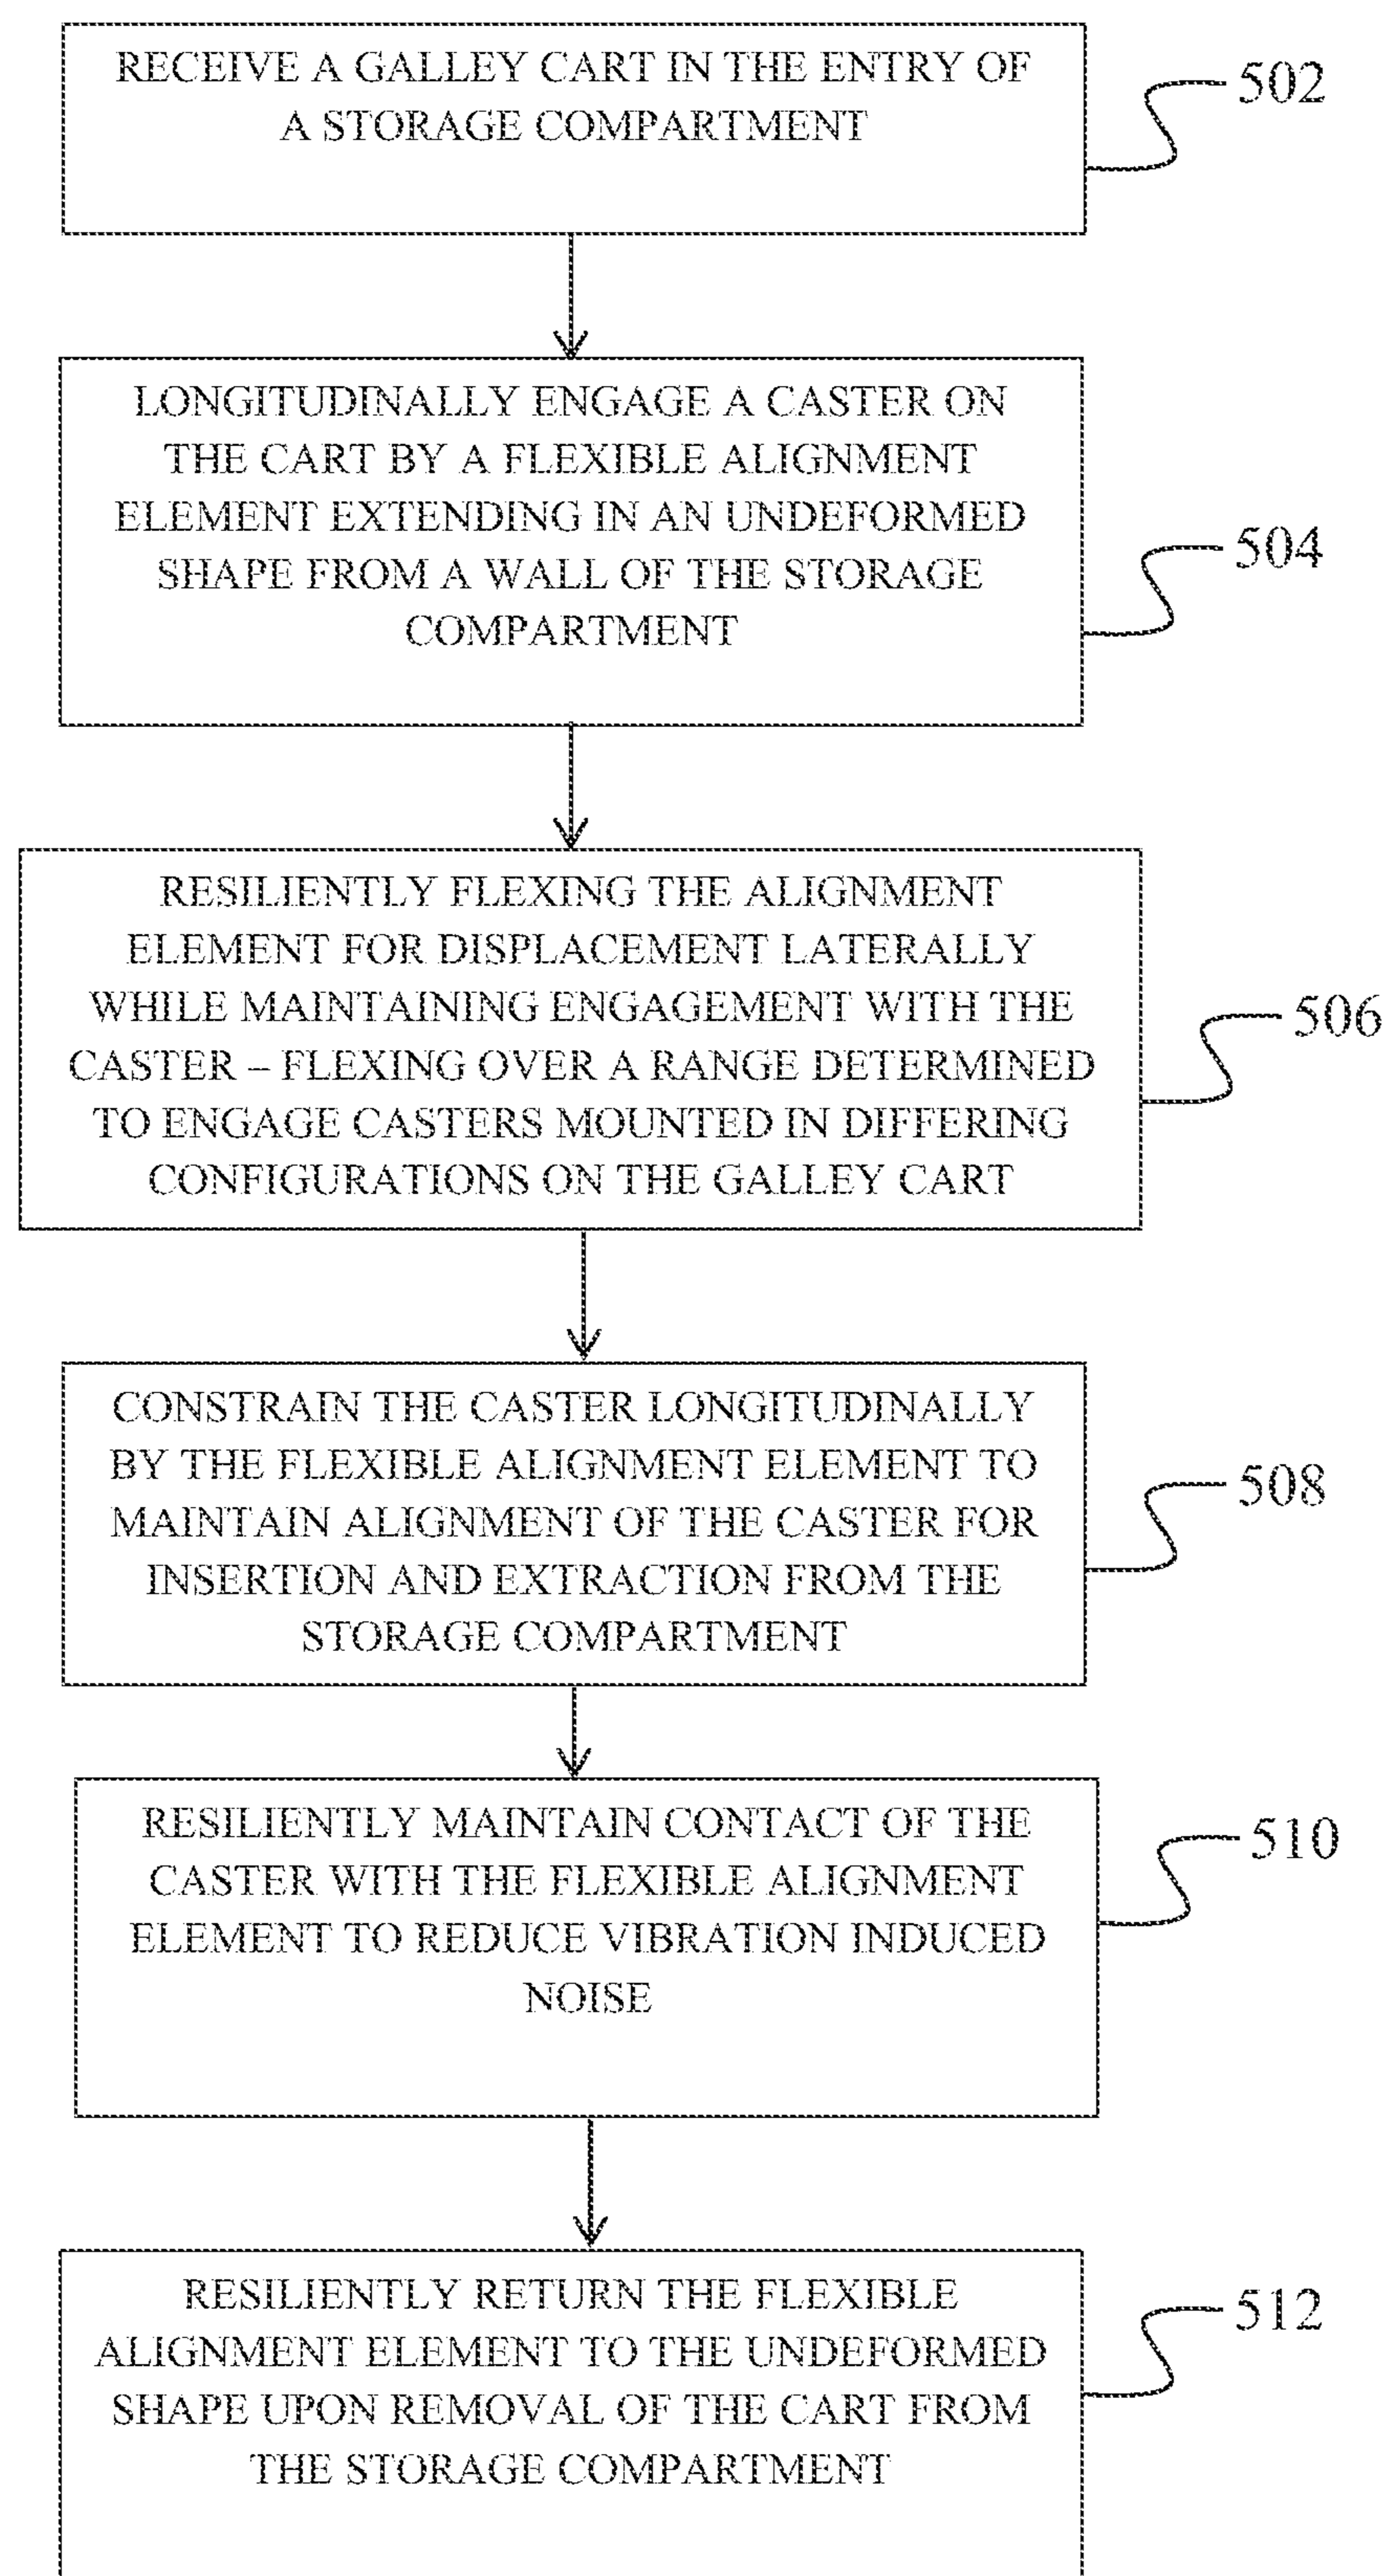 RECEIVE A GALLEY CART IN THE ENTRY OF
A STORAGE COMPARTMENT
502
LONGITUDINALLY ENGAGE A CASTER ON
THE CART BY A FLEXIBLE ALIGNMENT
ELEMENT EXTENDING IN AN UNDEFORMED
SHAPE FROM A WALL OF THE STORAGE
COMPARTMENT
504
RESILIENTLY FLEXING THE ALIGNMENT
ELEMENT FOR DISPLACEMENT LATERALLY
WHILE MAINTAINING ENGAGEMENT WITH THE
CASTER – FLEXING OVER A RANGE DETERMINED
TO ENGAGE CASTERS MOUNTED IN DIFFERING
CONFIGURATIONS ON THE GALLEY CART
506
CONSTRAIN THE CASTER LONGITUDINALLY
BY THE FLEXIBLE ALIGNMENT ELEMENT TO
MAINTAIN ALIGNMENT OF THE CASTER FOR
INSERTION AND EXTRACTION FROM THE
STORAGE COMPARTMENT
508
RESILIENTLY MAINTAIN CONTACT OF THE
CASTER WITH THE FLEXIBLE ALIGNMENT
ELEMENT TO REDUCE VIBRATION INDUCED
NOISE
510
RESILIENTLY RETURN THE FLEXIBLE
ALIGNMENT ELEMENT TO THE UNDEFORMED
SHAPE UPON REMOVAL OF THE CART FROM
THE STORAGE COMPARTMENT
512